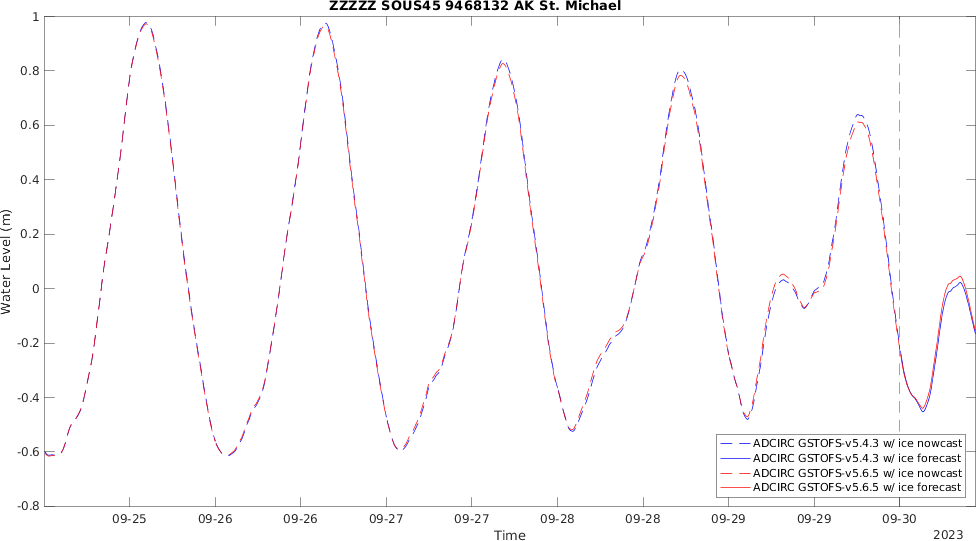 ZZZZZ SOUS45 9468132 AK St. Michael
1
0.8
0.6
0.4
0.2
0
-0.2
-0.4
-0.6
-0.8
Water Level (m)
ADCIRC GSTOFS-v5.4.3 w/ ice nowcast
ADCIRC GSTOFS-v5.4.3 w/ ice forecast
ADCIRC GSTOFS-v5.6.5 w/ ice nowcast
ADCIRC GSTOFS-v5.6.5 w/ ice forecast
09-25 09-26 09-26 09-27 09-27 09-28 09-28 09-29 09-29 09-30
Time
2023